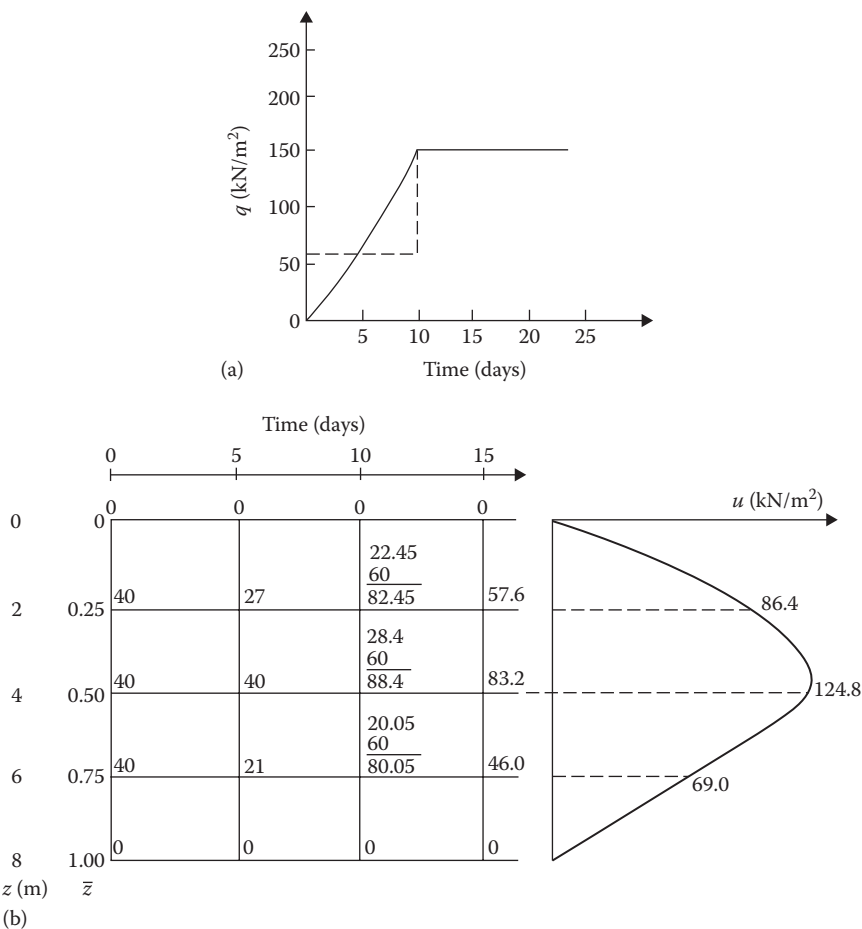 250
200
150
100
50
0
q (kN/m²)
5 10 15 20 25
(a) Time (days)
Time (days)
0 5 10 15
0 0 0 0
u (kN/m²)
0 0
22.45
60
2 0.25 40 27 82.45 57.6 86.4
28.4
60
4 0.50 40 40 88.4 83.2 124.8
20.05
60
6 0.75 40 21 80.05 46.0 69.0
8 1.00 0 0 0 0
z (m) z̅
(b)